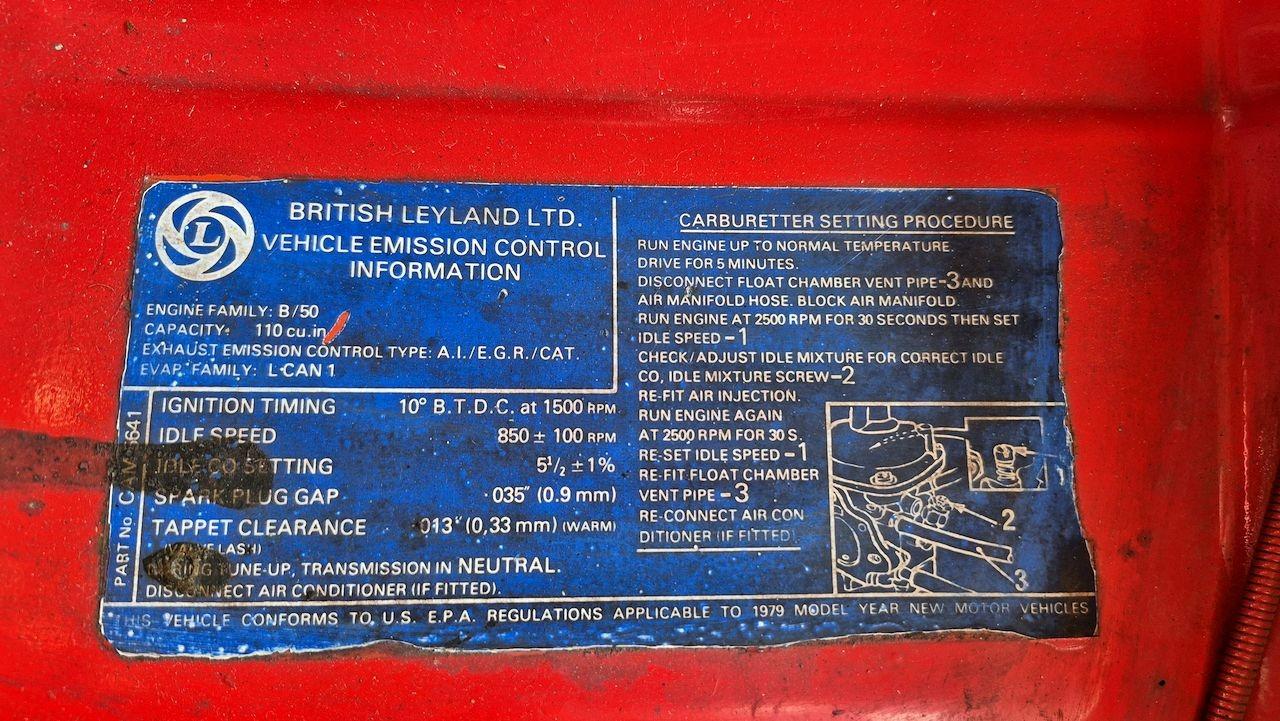 L
BRITISH LEYLAND LTD.
VEHICLE EMISSION CONTROL
INFORMATION
ENGINE FAMILY: B/50
CAPACITY: 110 cu.in
EXHAUST EMISSION CONTROL TYPE: A.I./E.G.R./CAT.
EVAP. FAMILY: L-CAN 1
PART No.
IGNITION TIMING 10° B.T.D.C. at 1500 RPM
IDLE SPEED 850 ± 100 RPM
IDLE CO SETTING 5 1/2 ± 1%
SPARK PLUG GAP .035" (0.9 mm)
TAPPET CLEARANCE .013" (0,33 mm) (WARM)
(VALVE LASH)
DURING TUNE-UP, TRANSMISSION IN NEUTRAL.
DISCONNECT AIR CONDITIONER (IF FITTED).
CARBURETTER SETTING PROCEDURE
RUN ENGINE UP TO NORMAL TEMPERATURE.
DRIVE FOR 5 MINUTES.
DISCONNECT FLOAT CHAMBER VENT PIPE-3 AND
AIR MANIFOLD HOSE. BLOCK AIR MANIFOLD.
RUN ENGINE AT 2500 RPM FOR 30 SECONDS THEN SET
IDLE SPEED-1
CHECK/ADJUST IDLE MIXTURE FOR CORRECT IDLE
CO, IDLE MIXTURE SCREW-2
RE-FIT AIR INJECTION.
RUN ENGINE AGAIN
AT 2500 RPM FOR 30 S.
RE-SET IDLE SPEED-1
RE-FIT FLOAT CHAMBER
VENT PIPE-3
RE-CONNECT AIR CON
DITIONER (IF FITTED)
2
3
THIS VEHICLE CONFORMS TO U.S. E.P.A. REGULATIONS APPLICABLE TO 1979 MODEL YEAR NEW MOTOR VEHICLES